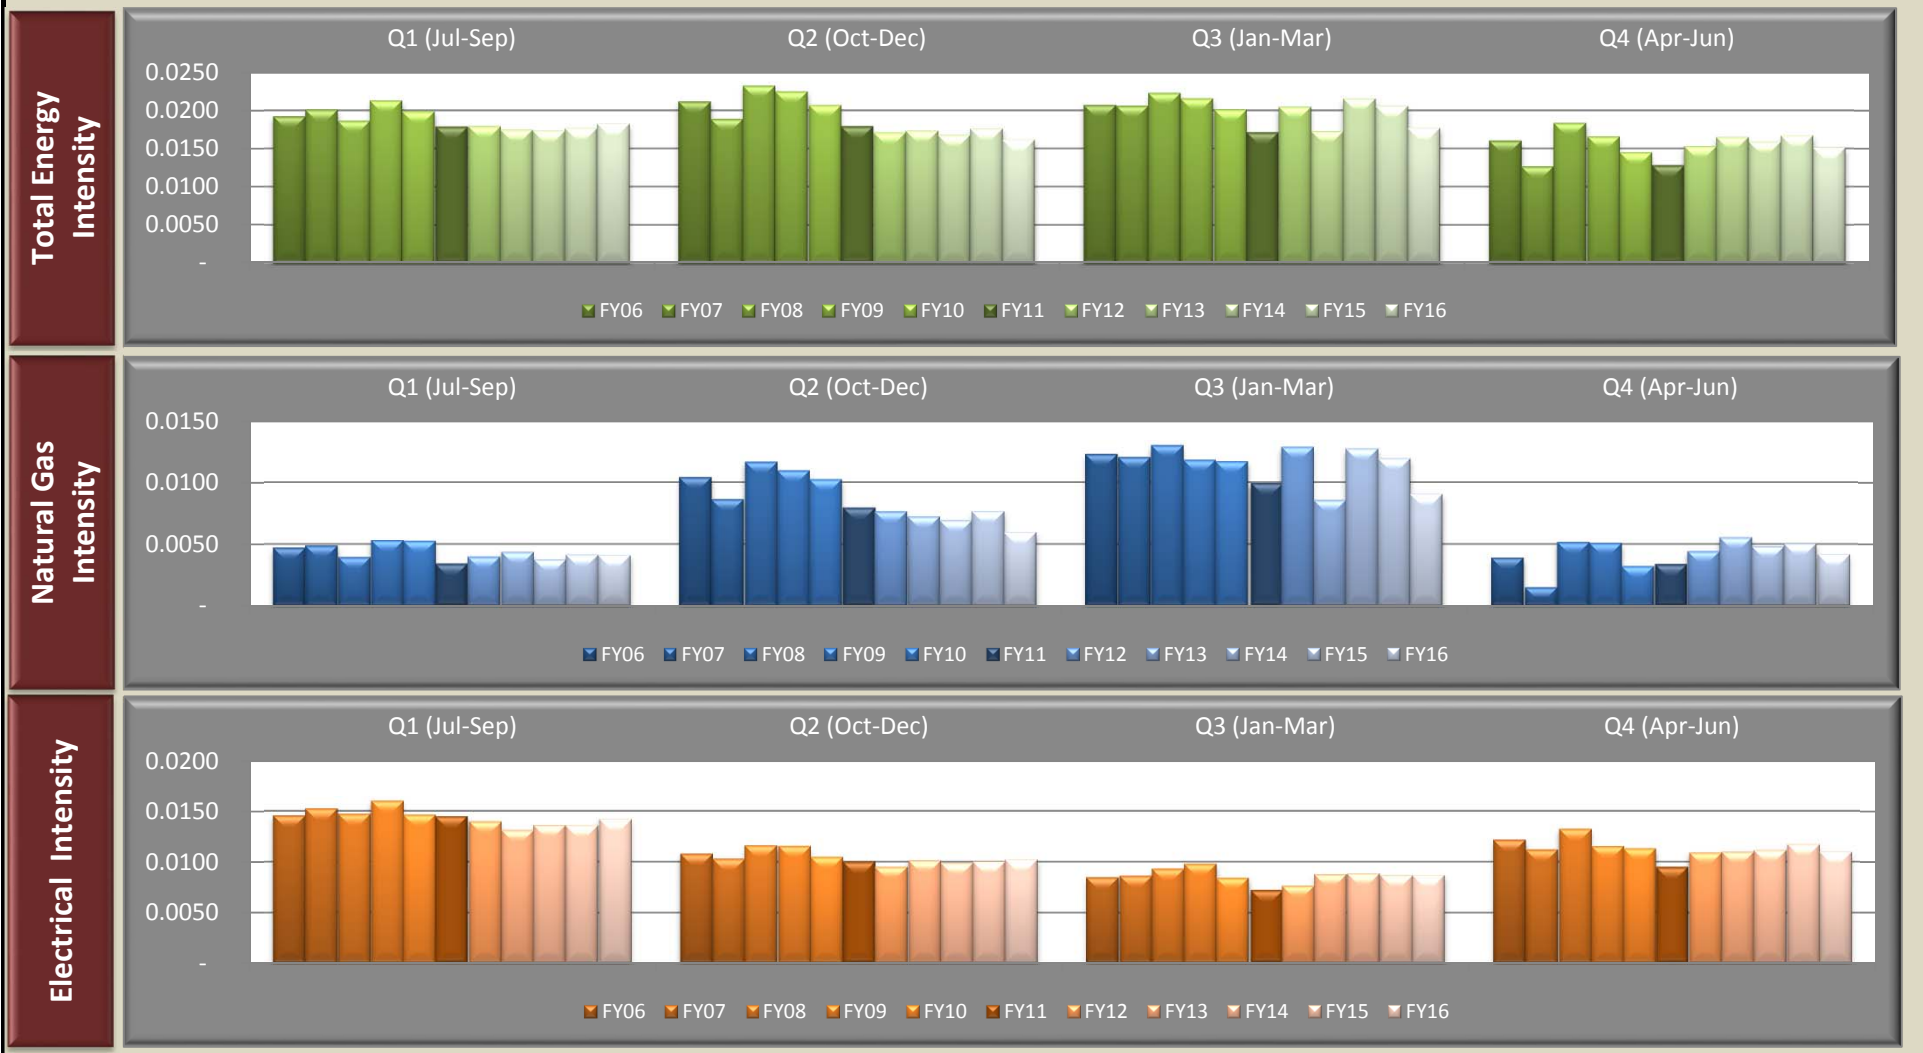 Total Energy
Intensity
Q1 (Jul-Sep) Q2 (Oct-Dec) Q3 (Jan-Mar) Q4 (Apr-Jun)
0.0250
0.0200
0.0150
0.0100
0.0050
-
FY06 FY07 FY08 FY09 FY10 FY11 FY12 FY13 FY14 FY15 FY16
Natural Gas
Intensity
Q1 (Jul-Sep) Q2 (Oct-Dec) Q3 (Jan-Mar) Q4 (Apr-Jun)
0.0150
0.0100
0.0050
-
FY06 FY07 FY08 FY09 FY10 FY11 FY12 FY13 FY14 FY15 FY16
Electrical Intensity
Q1 (Jul-Sep) Q2 (Oct-Dec) Q3 (Jan-Mar) Q4 (Apr-Jun)
0.0200
0.0150
0.0100
0.0050
-
FY06 FY07 FY08 FY09 FY10 FY11 FY12 FY13 FY14 FY15 FY16